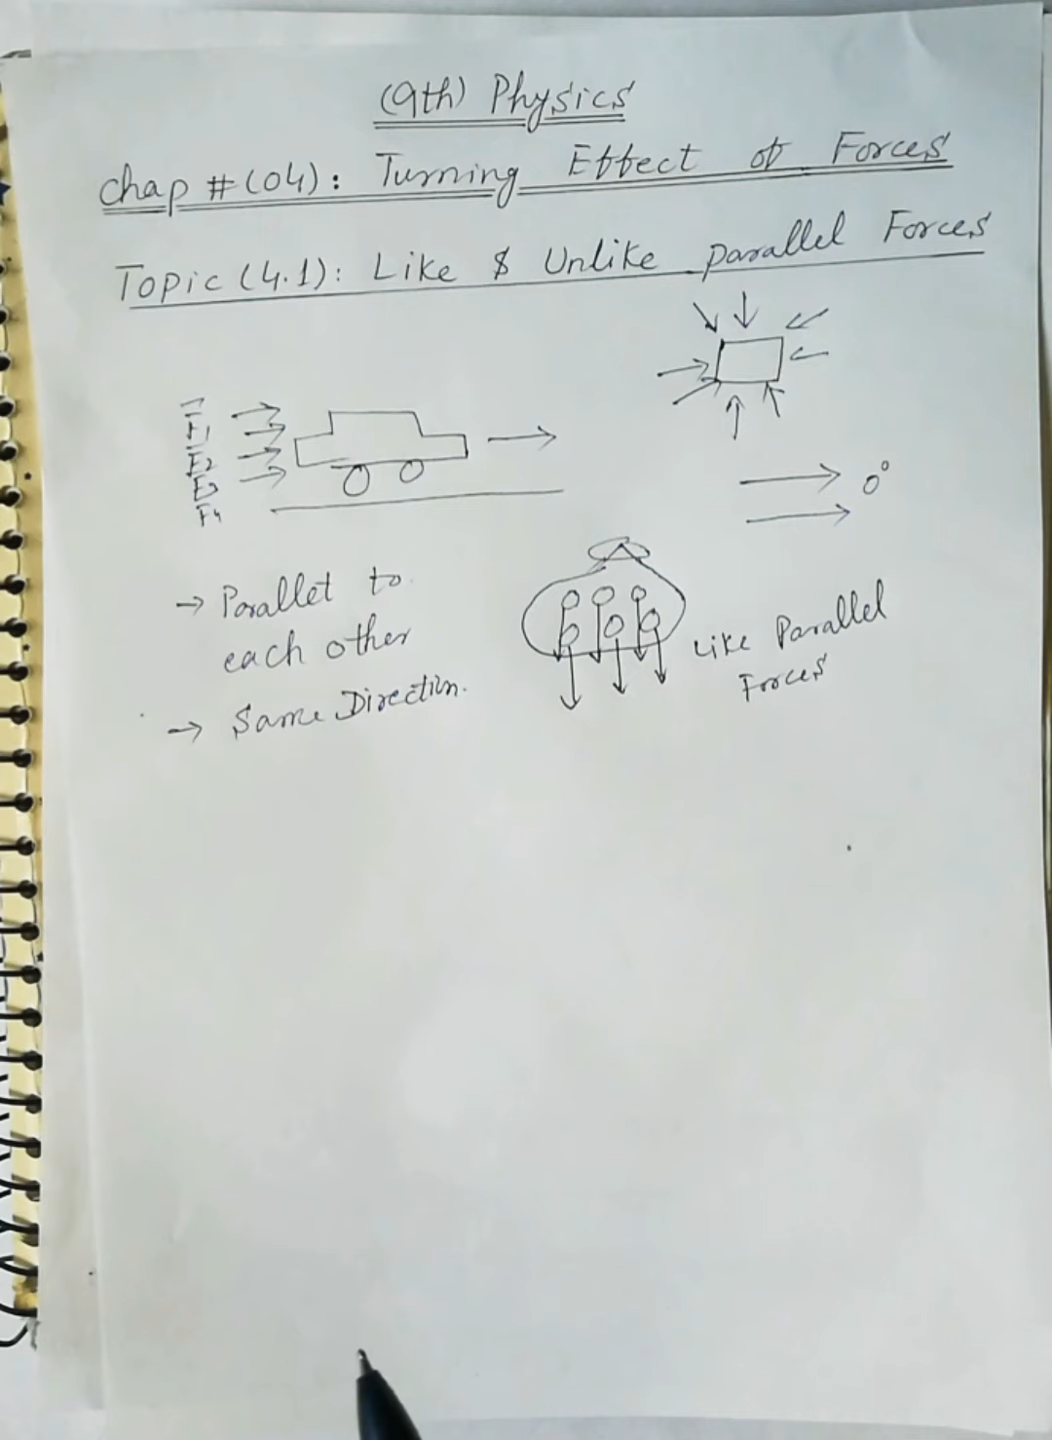 (9th) Physics
Chap # (04): Turning Effect of Forces
Topic (4.1): Like & Unlike parallel Forces
F1
F2
F3
F4
0°
→ Parallel to
each other
→ Same Direction.
Like Parallel
Forces